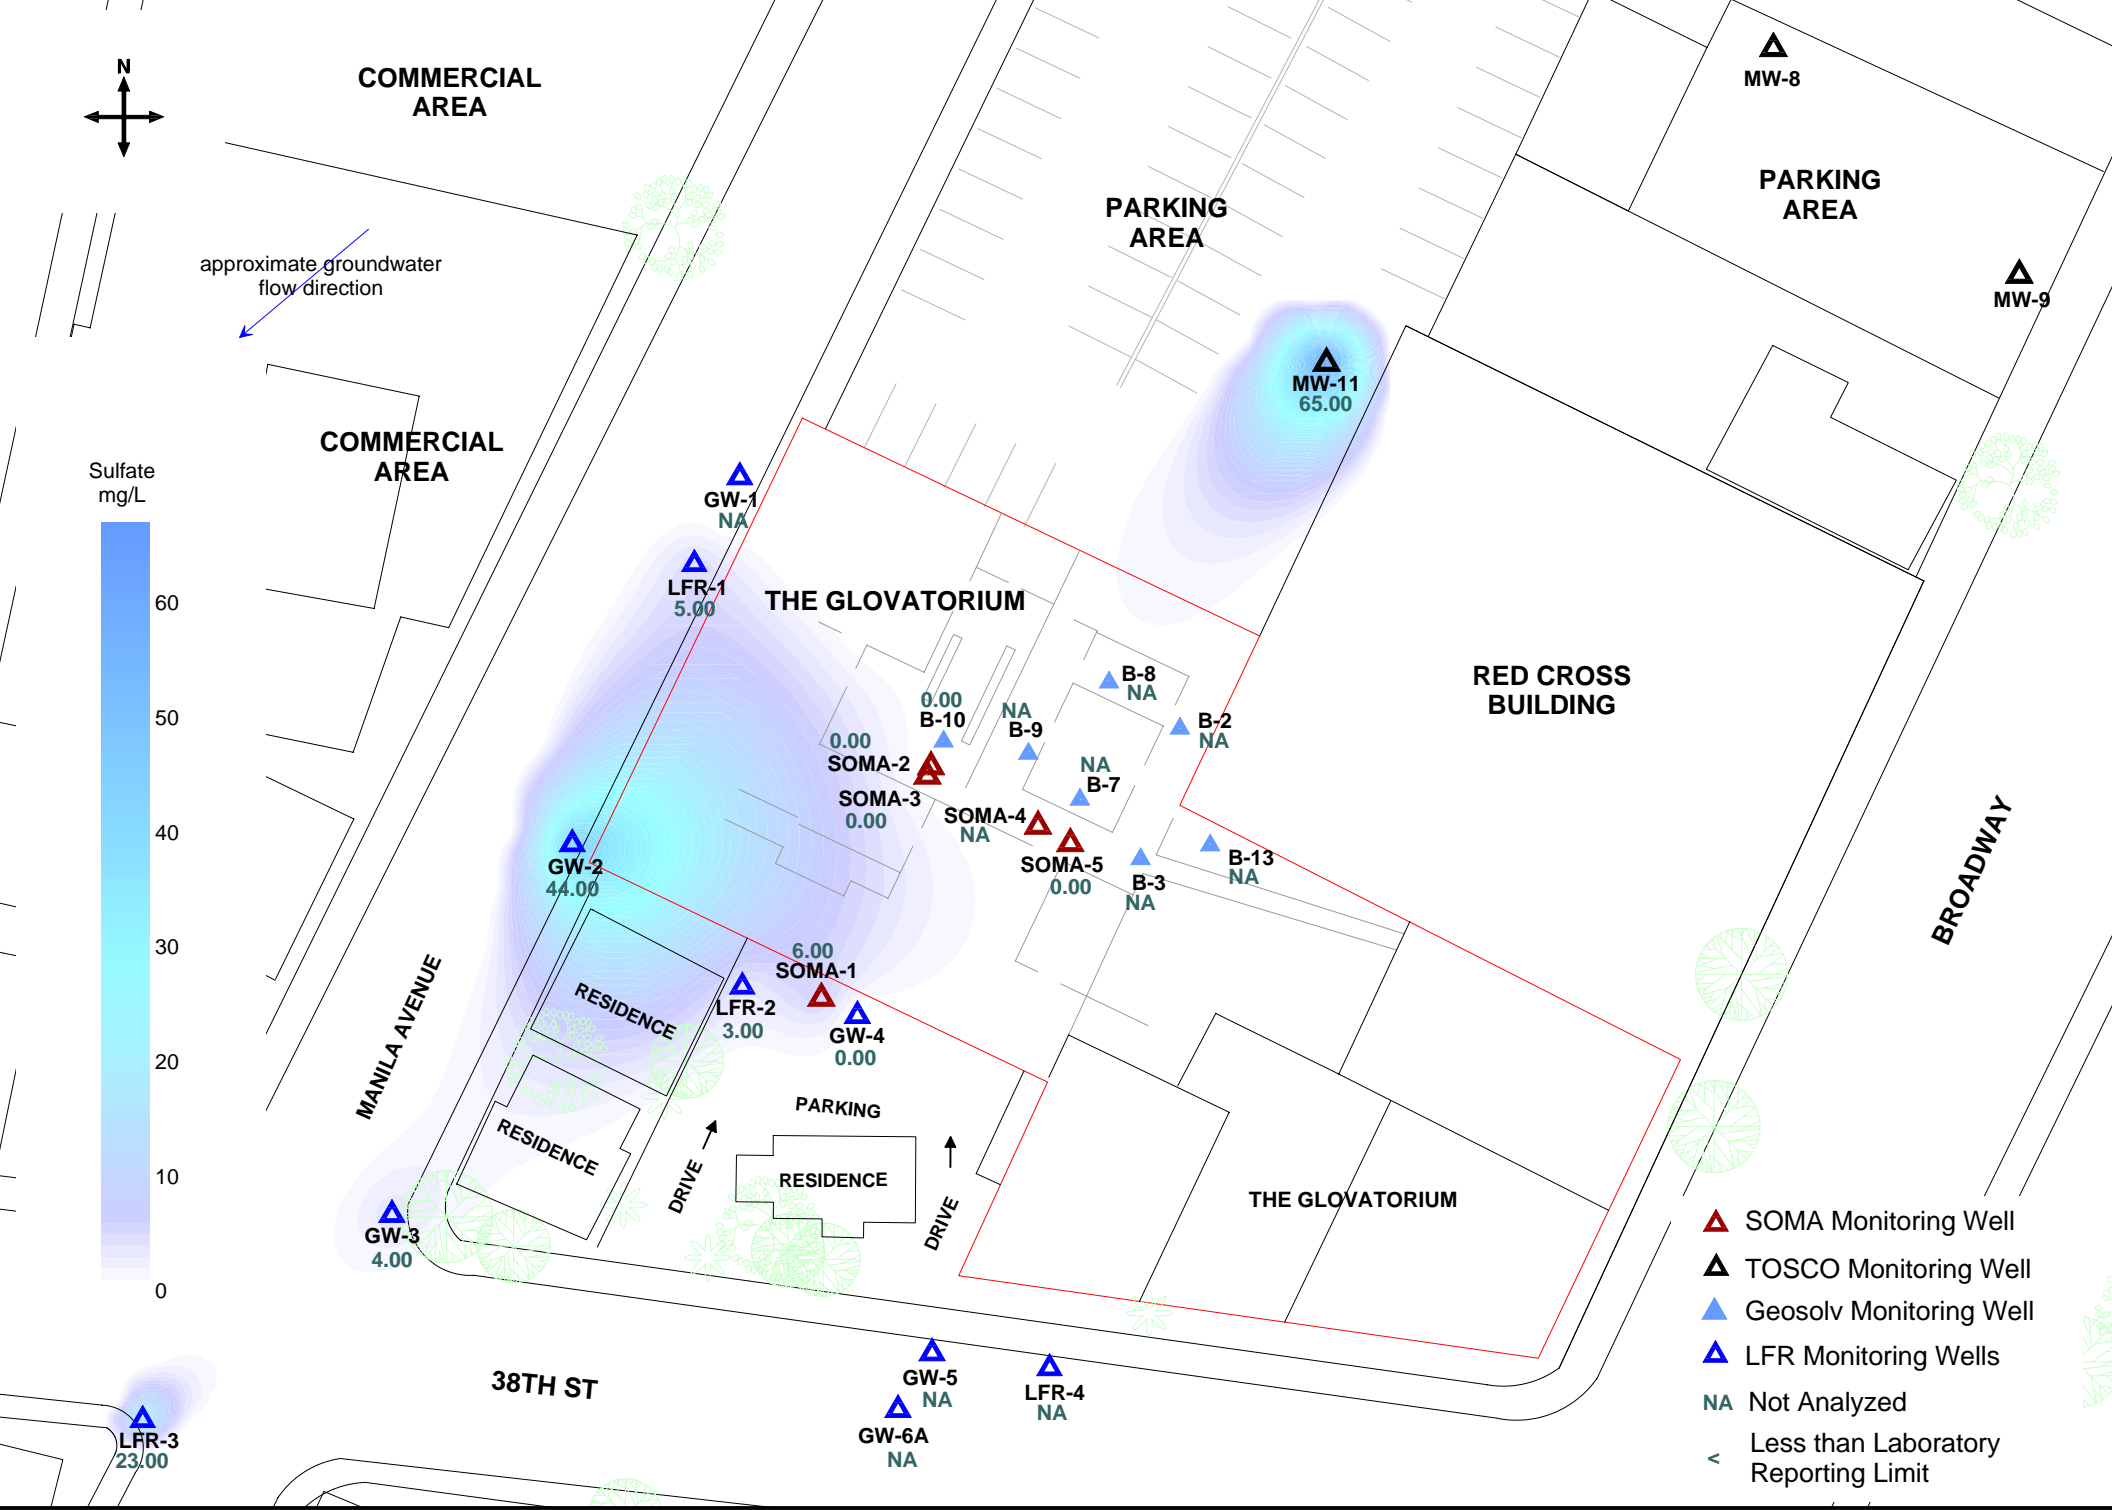 N
COMMERCIAL
AREA
MW-8
PARKING
AREA
PARKING
AREA
approximate groundwater
flow direction
MW-9
MW-11
65.00
COMMERCIAL
AREA
Sulfate
mg/L
60
50
40
30
20
10
0
GW-1
NA
LFR-1
5.00
THE GLOVATORIUM
RED CROSS
BUILDING
B-8
NA
0.00
B-10
NA
B-9
B-2
NA
0.00
SOMA-2
NA
B-7
SOMA-3
0.00
SOMA-4
NA
GW-2
44.00
SOMA-5
0.00
B-3
NA
B-13
NA
BROADWAY
6.00
SOMA-1
RESIDENCE
LFR-2
3.00
GW-4
0.00
MANILA AVENUE
PARKING
RESIDENCE
DRIVE
RESIDENCE
DRIVE
THE GLOVATORIUM
GW-3
4.00
38TH ST
GW-5
NA
LFR-4
NA
GW-6A
NA
LFR-3
23.00
SOMA Monitoring Well
TOSCO Monitoring Well
Geosolv Monitoring Well
LFR Monitoring Wells
NA Not Analyzed
< Less than Laboratory
Reporting Limit